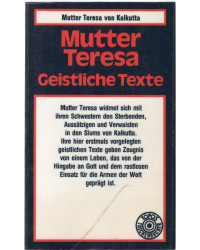 Mutter Teresa von Kalkutta
Mutter
Teresa
Geistliche Texte
Mutter Teresa widmet sich mit
ihren Schwestern den Sterbenden,
Aussätzigen und Verwaisten
in den Slums von Kalkutta.
Ihre hier erstmals vorgelegten
geistlichen Texte geben Zeugnis
von einem Leben, das von der
Hingabe an Gott und dem rastlosen
Einsatz für die Armen der Welt
geprägt ist.